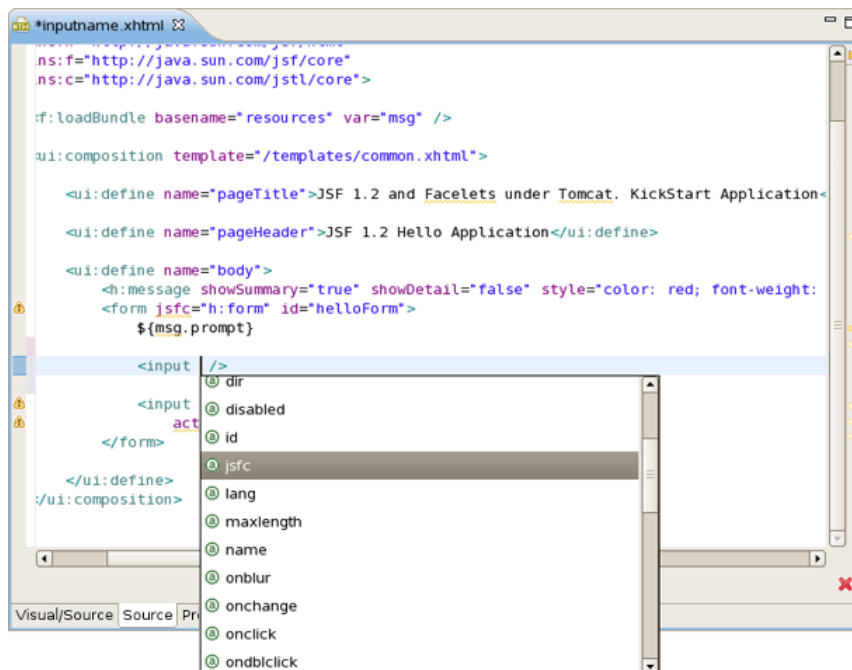 *inputname.xhtml
ns:f="http://java.sun.com/jsf/core"
ns:c="http://java.sun.com/jstl/core">
f:loadBundle basename="resources" var="msg" />
ui:composition template="/templates/common.xhtml">
<ui:define name="pageTitle">JSF 1.2 and Facelets under Tomcat. KickStart Application<
<ui:define name="pageHeader">JSF 1.2 Hello Application</ui:define>
<ui:define name="body">
<h:message showSummary="true" showDetail="false" style="color: red; font-weight:
<form jsfc="h:form" id="helloForm">
${msg.prompt}
<input />
dir
disabled
<input
act
id
</form>
jsfc
lang
</ui:define>
/ui:composition>
maxlength
name
onblur
onchange
onclick
ondblclick
Visual/Source Source Pr